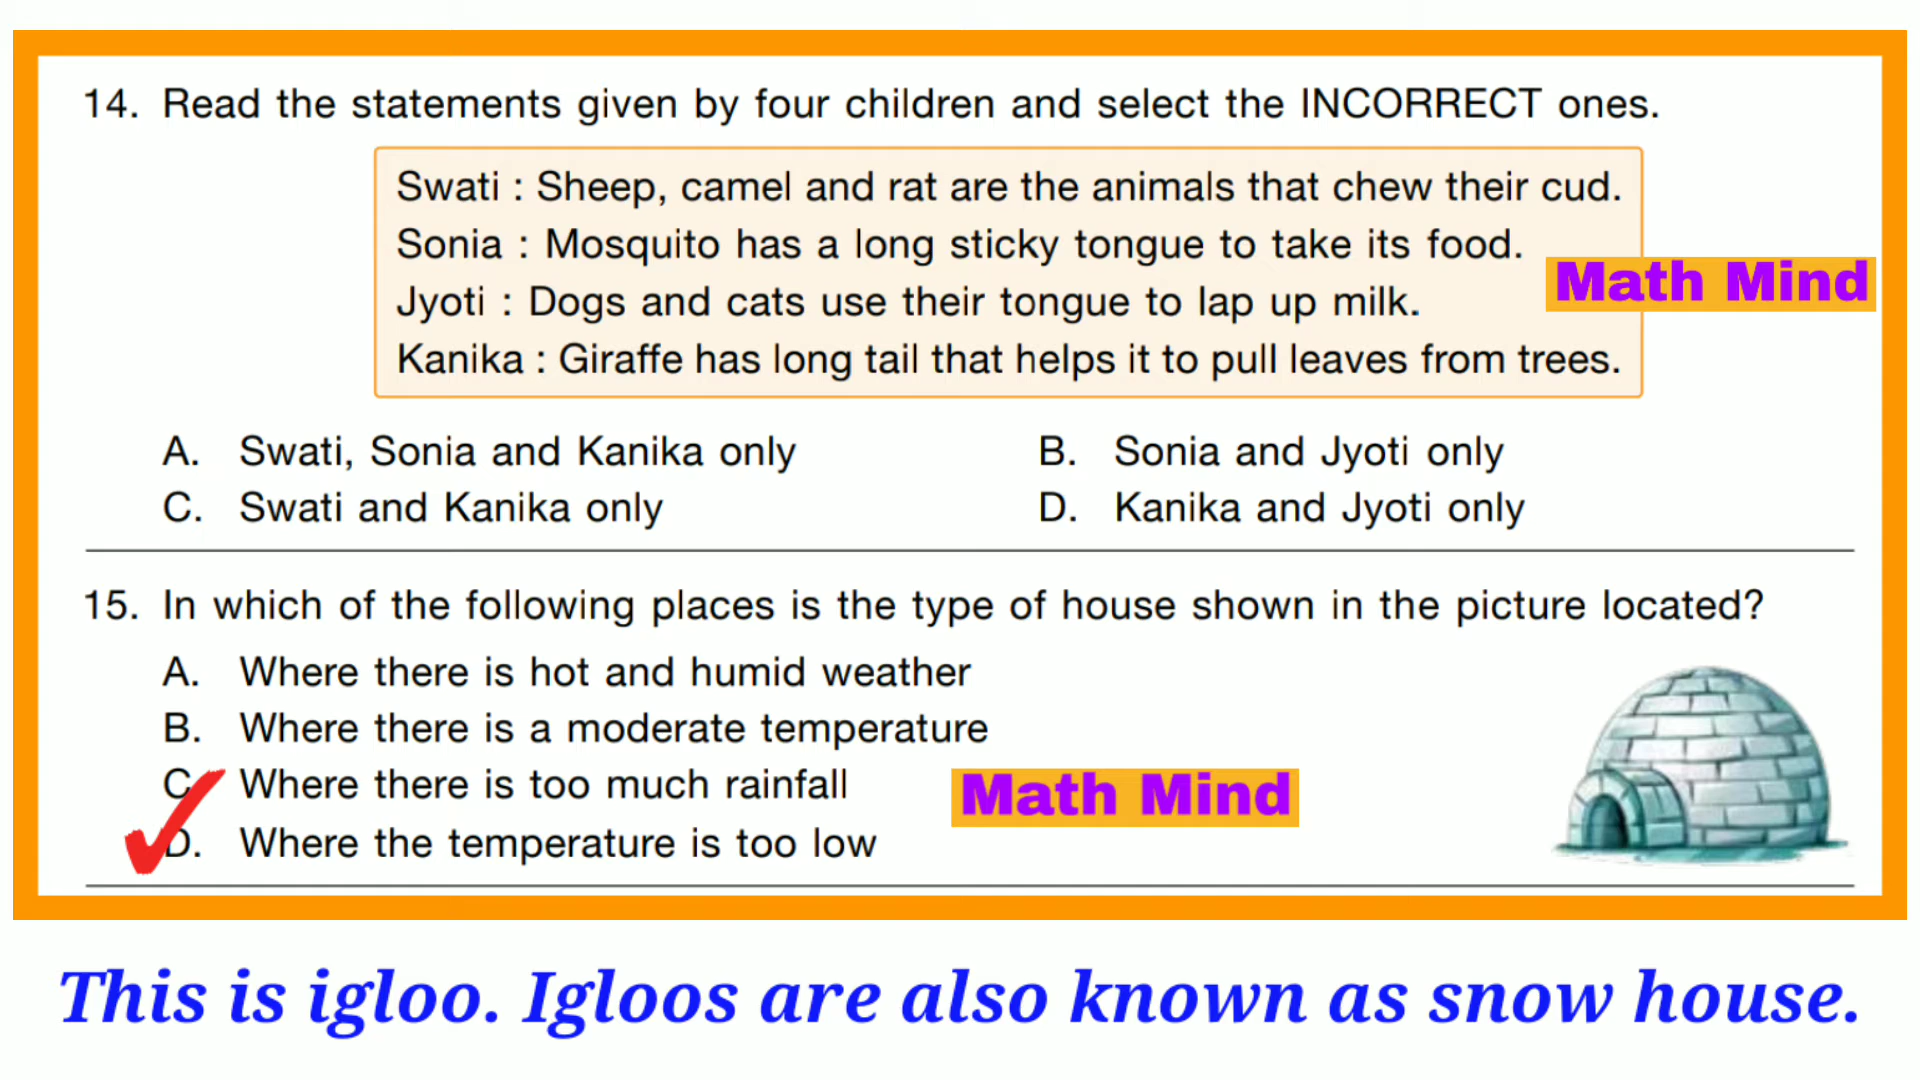 14. Read the statements given by four children and select the INCORRECT ones.
Swati : Sheep, camel and rat are the animals that chew their cud.
Sonia : Mosquito has a long sticky tongue to take its food.
Math Mind
Jyoti : Dogs and cats use their tongue to lap up milk.
Kanika : Giraffe has long tail that helps it to pull leaves from trees.
A. Swati, Sonia and Kanika only B. Sonia and Jyoti only
C. Swati and Kanika only D. Kanika and Jyoti only
15. In which of the following places is the type of house shown in the picture located?
A. Where there is hot and humid weather
B. Where there is a moderate temperature
C. Where there is too much rainfall
Math Mind
D. Where the temperature is too low
This is igloo. Igloos are also known as snow house.